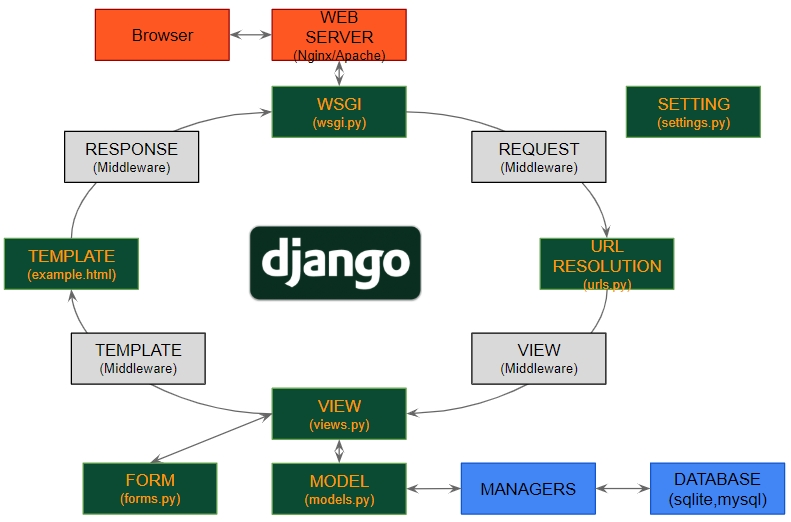 Browser
WEB
SERVER
(Nginx/Apache)
WSGI
(wsgi.py)
SETTING
(settings.py)
RESPONSE
(Middleware)
REQUEST
(Middleware)
TEMPLATE
(example.html)
django
URL
RESOLUTION
(urls.py)
TEMPLATE
(Middleware)
VIEW
(Middleware)
VIEW
(views.py)
FORM
(forms.py)
MODEL
(models.py)
MANAGERS
DATABASE
(sqlite,mysql)